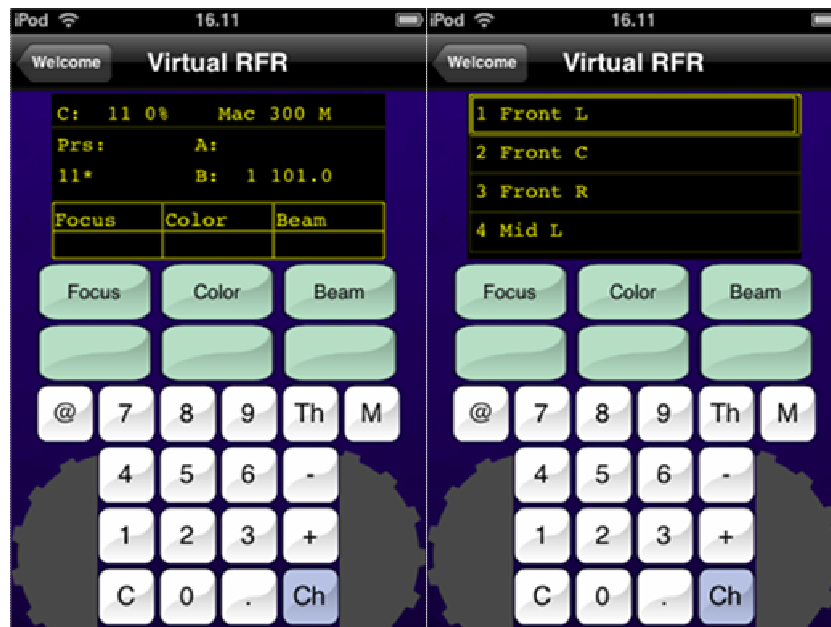 iPod 16.11
Welcome Virtual RFR
C: 11 0% Mac 300 M
Prs: A:
11* B: 1 101.0
Focus Color Beam
Focus Color Beam
@ 7 8 9 Th M
4 5 6 -
1 2 3 +
C 0 . Ch
iPod 16.11
Welcome Virtual RFR
1 Front L
2 Front C
3 Front R
4 Mid L
Focus Color Beam
@ 7 8 9 Th M
4 5 6 -
1 2 3 +
C 0 . Ch